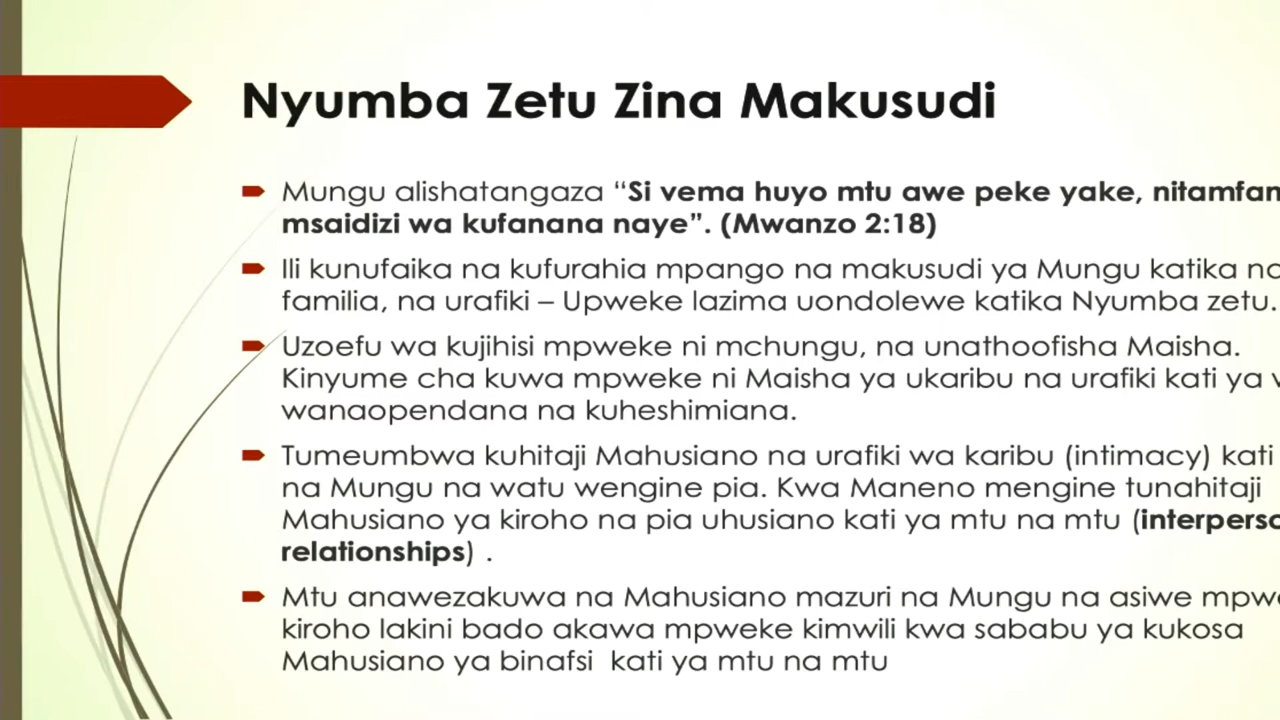 Nyumba Zetu Zina Makusudi
Mungu alishatangaza “Si vema huyo mtu awe peke yake,
msaidizi wa kufanana naye”. (Mwanzo 2:18)
Ili kunufaika na kufurahia mpango na makusudi ya Mungu katika
familia, na urafiki – Upweke lazima uondolewe katika Nyumba zetu.
Uzoefu wa kujihisi mpweke ni mchungu, na unathoofisha Maisha.
Kinyume cha kuwa mpweke ni Maisha ya ukaribu na urafiki kati ya
wanaopendana na kuheshimiana.
Tumeumbwa kuhitaji Mahusiano na urafiki wa karibu (intimacy) kati
na Mungu na watu wengine pia. Kwa Maneno mengine tunahitaji
Mahusiano ya kiroho na pia uhusiano kati ya mtu na mtu
relationships) .
Mtu anawezakuwa na Mahusiano mazuri na Mungu na asiwe
kiroho lakini bado akawa mpweke kimwili kwa sababu ya kukosa
Mahusiano ya binafsi kati ya mtu na mtu